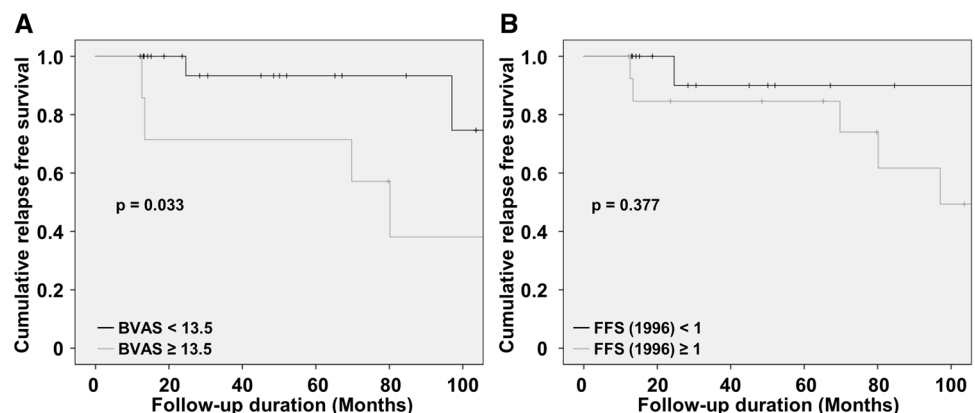 A
Cumulative relapse free survival
1.0
0.8
0.6
0.4
0.2
0
p = 0.033
BVAS < 13.5
BVAS ≥ 13.5
0 20 40 60 80 100
Follow-up duration (Months)
B
Cumulative relapse free survival
1.0
0.8
0.6
0.4
0.2
0
p = 0.377
FFS (1996) < 1
FFS (1996) ≥ 1
0 20 40 60 80 100
Follow-up duration (Months)